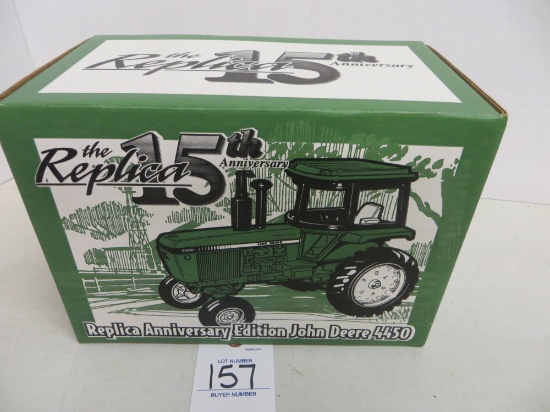 the
Replica
15th
Anniversary
the
Replica
15th
Anniversary
Replica Anniversary Edition John Deere 4450
LOT NUMBER
157
BUYER NUMBER